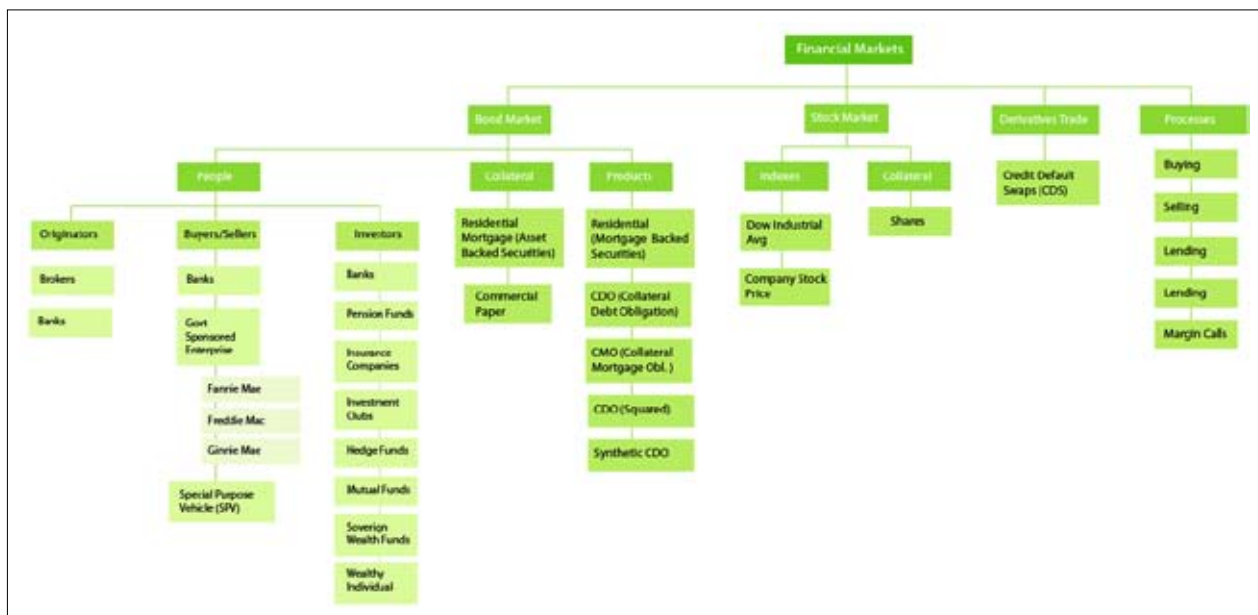 Financial Markets
Bond Market
Stock Market
Derivatives Trade
Processes
People
Collateral
Products
Indexes
Collateral
Originators
Brokers
Banks
Buyers/Sellers
Banks
Govt
Sponsored
Enterprise
Fannie Mae
Freddie Mac
Ginnie Mae
Special Purpose
Vehicle (SPV)
Investors
Banks
Pension Funds
Insurance
Companies
Investment
Clubs
Hedge Funds
Mutual Funds
Soverign
Wealth Funds
Wealthy
Individual
Residential
Mortgage (Asset
Backed Securities)
Commercial
Paper
Residential
(Mortgage Backed
Securities)
CDO (Collateral
Debt Obligation)
CMO (Collateral
Mortgage Obl. )
CDO (Squared)
Synthetic CDO
Dow Industrial
Avg
Company Stock
Price
Shares
Credit Default
Swaps (CDS)
Buying
Selling
Lending
Lending
Margin Calls